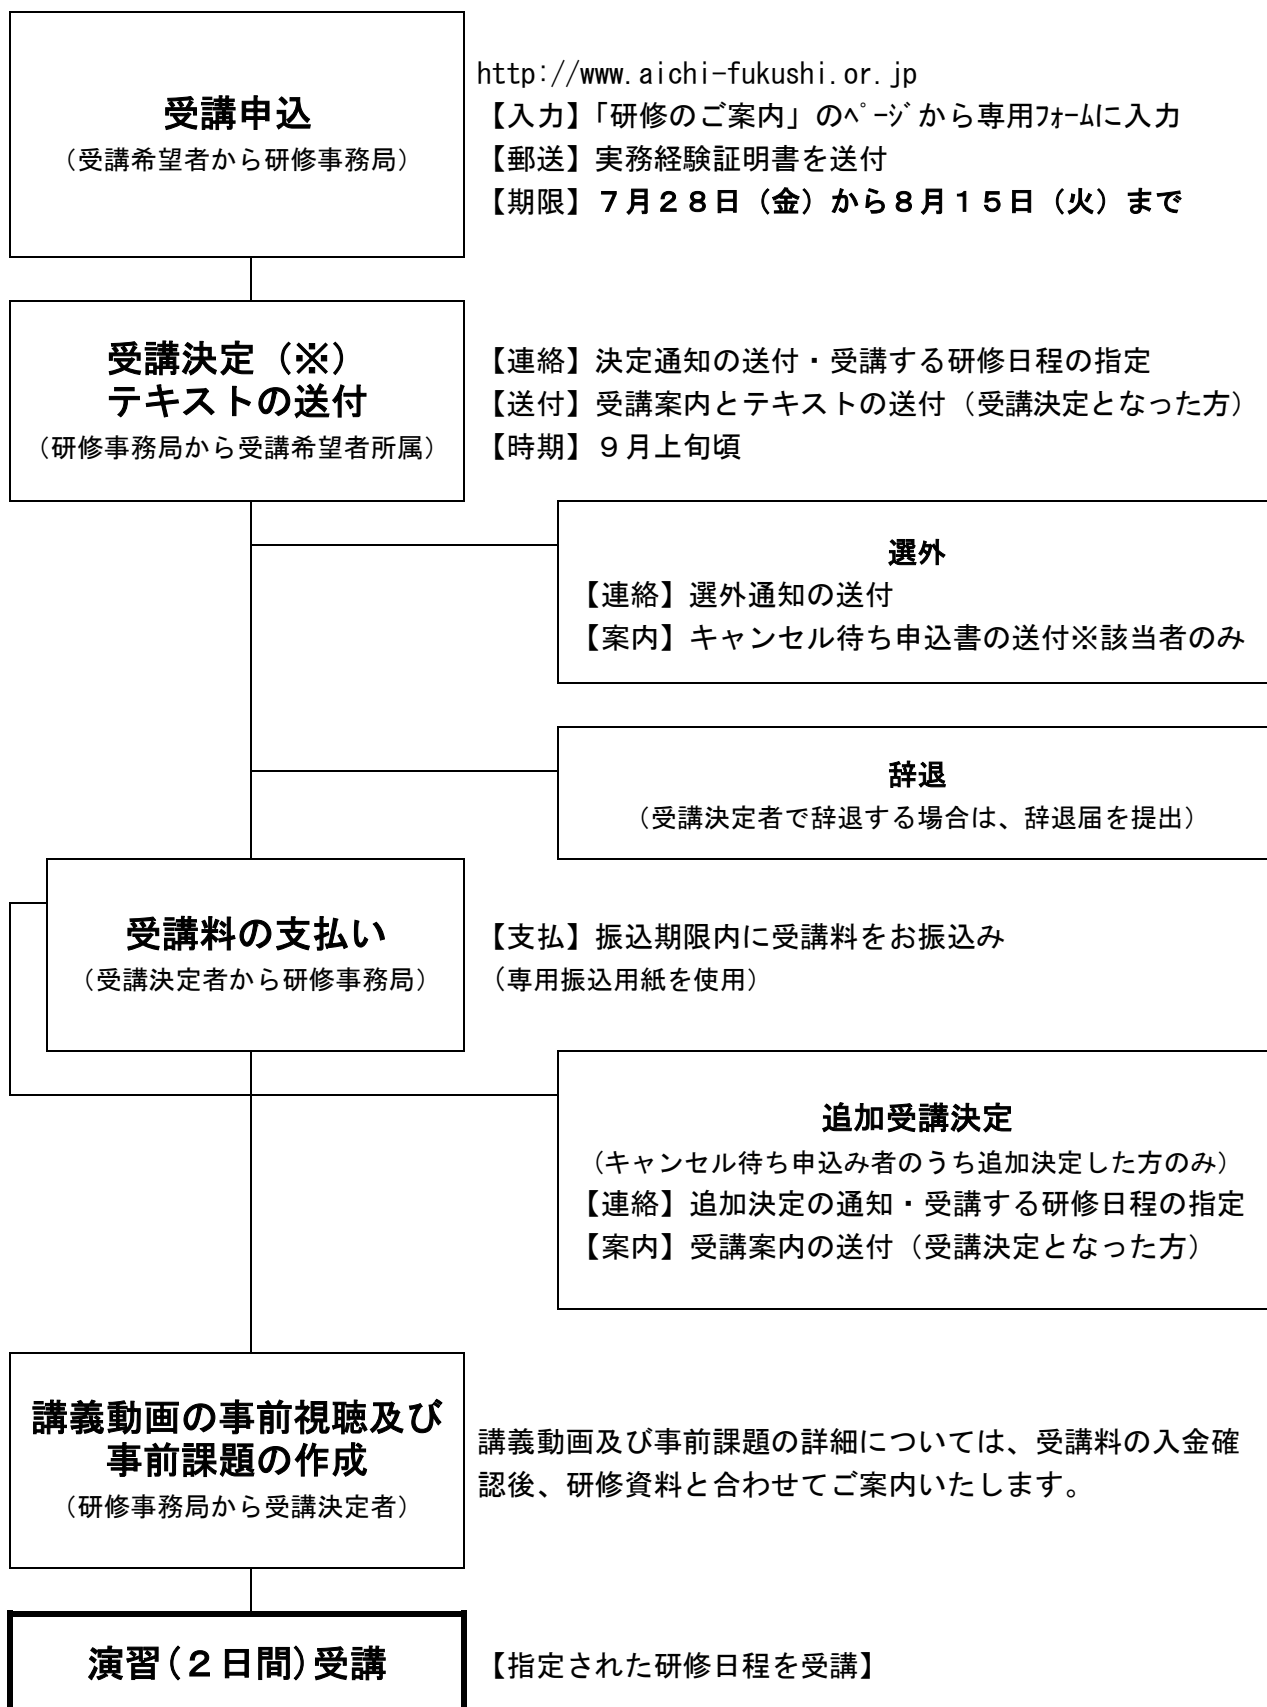 受講申込
（受講希望者から研修事務局）
http://www.aichi-fukushi.or.jp
【入力】「研修のご案内」のﾍﾟｰｼﾞから専用ﾌｫｰﾑに入力
【郵送】実務経験証明書を送付
【期限】７月２８日（金）から８月１５日（火）まで
受講決定（※）
テキストの送付
（研修事務局から受講希望者所属）
【連絡】決定通知の送付・受講する研修日程の指定
【送付】受講案内とテキストの送付（受講決定となった方）
【時期】９月上旬頃
選外
【連絡】選外通知の送付
【案内】キャンセル待ち申込書の送付※該当者のみ
辞退
（受講決定者で辞退する場合は、辞退届を提出）
受講料の支払い
（受講決定者から研修事務局）
【支払】振込期限内に受講料をお振込み
（専用振込用紙を使用）
追加受講決定
（キャンセル待ち申込み者のうち追加決定した方のみ）
【連絡】追加決定の通知・受講する研修日程の指定
【案内】受講案内の送付（受講決定となった方）
講義動画の事前視聴及び
事前課題の作成
（研修事務局から受講決定者）
講義動画及び事前課題の詳細については、受講料の入金確
認後、研修資料と合わせてご案内いたします。
演習（２日間）受講
【指定された研修日程を受講】